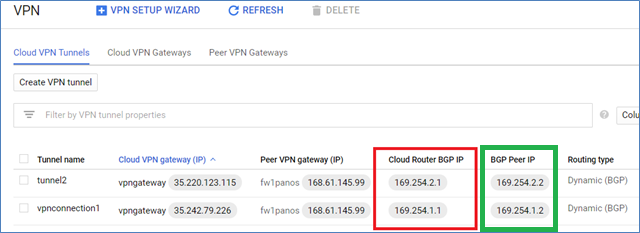 VPN VPN SETUP WIZARD REFRESH DELETE
Cloud VPN Tunnels Cloud VPN Gateways Peer VPN Gateways
Create VPN tunnel
Filter by VPN tunnel properties ? Colu
Tunnel name Cloud VPN gateway (IP) Peer VPN gateway (IP) Cloud Router BGP IP BGP Peer IP Routing type
tunnel2 vpngateway 35.220.123.115 fw1panos 168.61.145.99 169.254.2.1 169.254.2.2 Dynamic (BGP)
vpnconnection1 vpngateway 35.242.79.226 fw1panos 168.61.145.99 169.254.1.1 169.254.1.2 Dynamic (BGP)